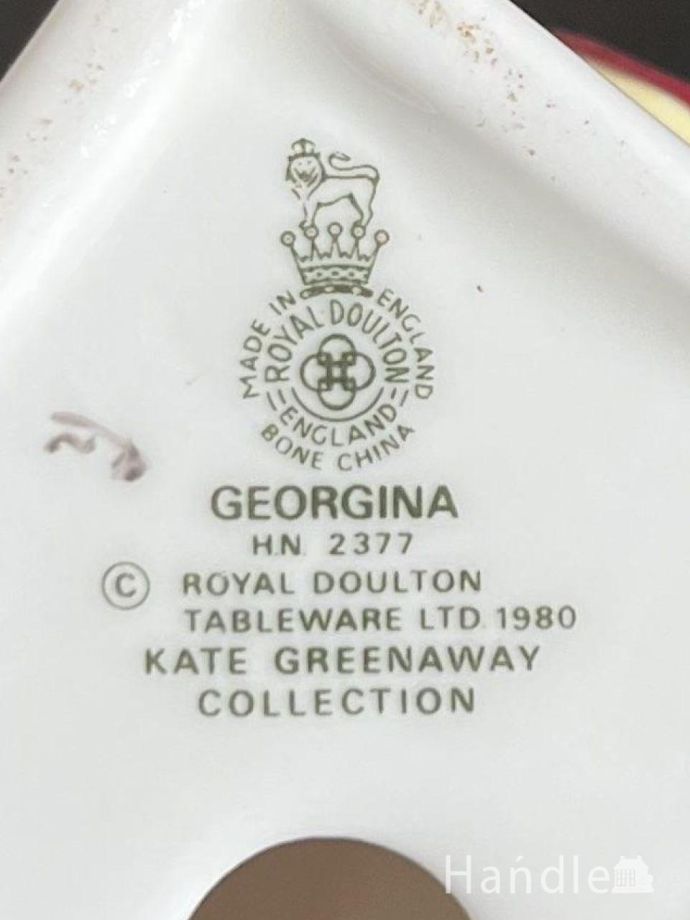 MADE IN ENGLAND
ROYAL DOULTON
ENGLAND
BONE CHINA
GEORGINA
H.N. 2377
© ROYAL DOULTON
TABLEWARE LTD. 1980
KATE GREENAWAY
COLLECTION
Handle